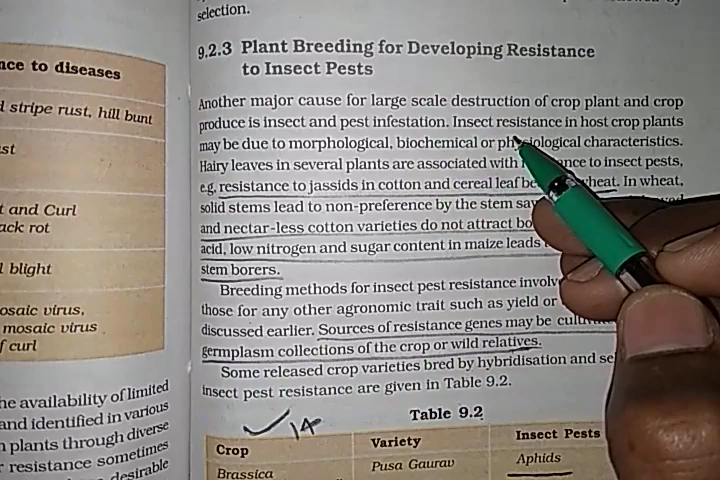 selection.
9.2.3 Plant Breeding for Developing Resistance
to Insect Pests
Another major cause for large scale destruction of crop plant and crop
produce is insect and pest infestation. Insect resistance in host crop plants
may be due to morphological, biochemical or physiological characteristics.
Hairy leaves in several plants are associated with resistance to insect pests,
e.g, resistance to jassids in cotton and cereal leaf wheat. In wheat,
solid stems lead to non-preference by the stem
and nectar-less cotton varieties do not attract
acid, low nitrogen and sugar content in maize leads
stem borers.
Breeding methods for insect pest resistance
those for any other agronomic trait such as yield or
discussed earlier. Sources of resistance genes may be
germplasm collections of the crop or wild relatives.
Some released crop varieties bred by hybridisation and
insect pest resistance are given in Table 9.2.
Table 9.2
14
Crop Variety Insect Pests
Brassica Pusa Gaurav Aphids
nce to diseases
stripe rust, hill bunt
t and Curl
ack rot
l blight
osaic virus,
mosaic virus
f curl
he availability of limited
and identified in various
plants through diverse
r resistance sometimes
desirable